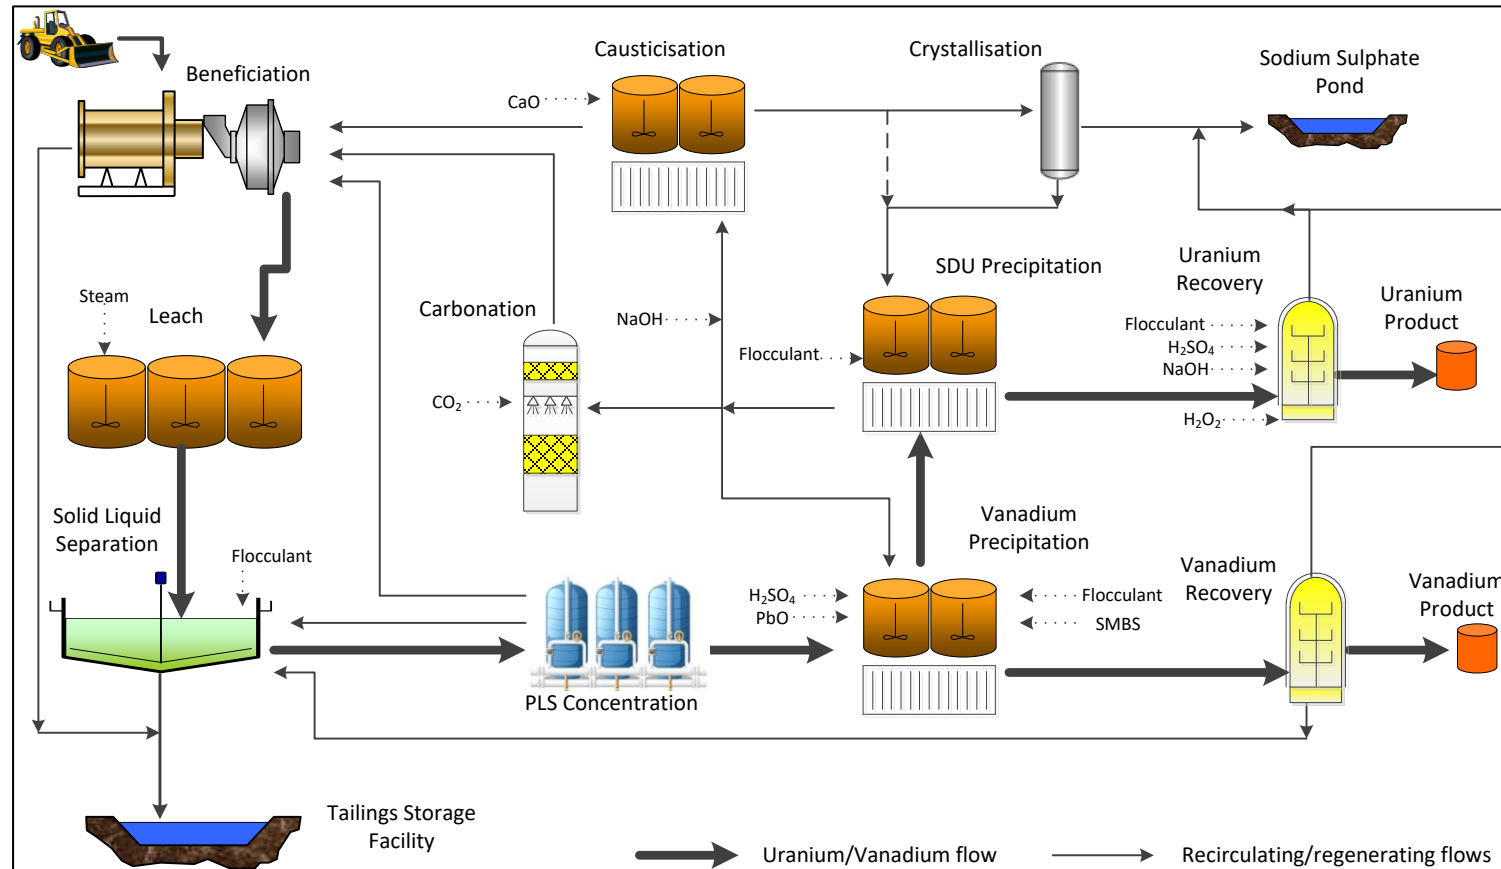 Causticisation
Crystallisation
Sodium Sulphate
Pond
Beneficiation
CaO
Uranium
Recovery
SDU Precipitation
Steam
Leach
Carbonation
NaOH
Uranium
Product
Flocculant
H₂SO₄
NaOH
Flocculant
CO₂
H₂O₂
Solid Liquid
Separation
Flocculant
Vanadium
Precipitation
Vanadium
Recovery
Vanadium
Product
H₂SO₄
PbO
Flocculant
SMBS
PLS Concentration
Tailings Storage
Facility
Uranium/Vanadium flow
Recirculating/regenerating flows